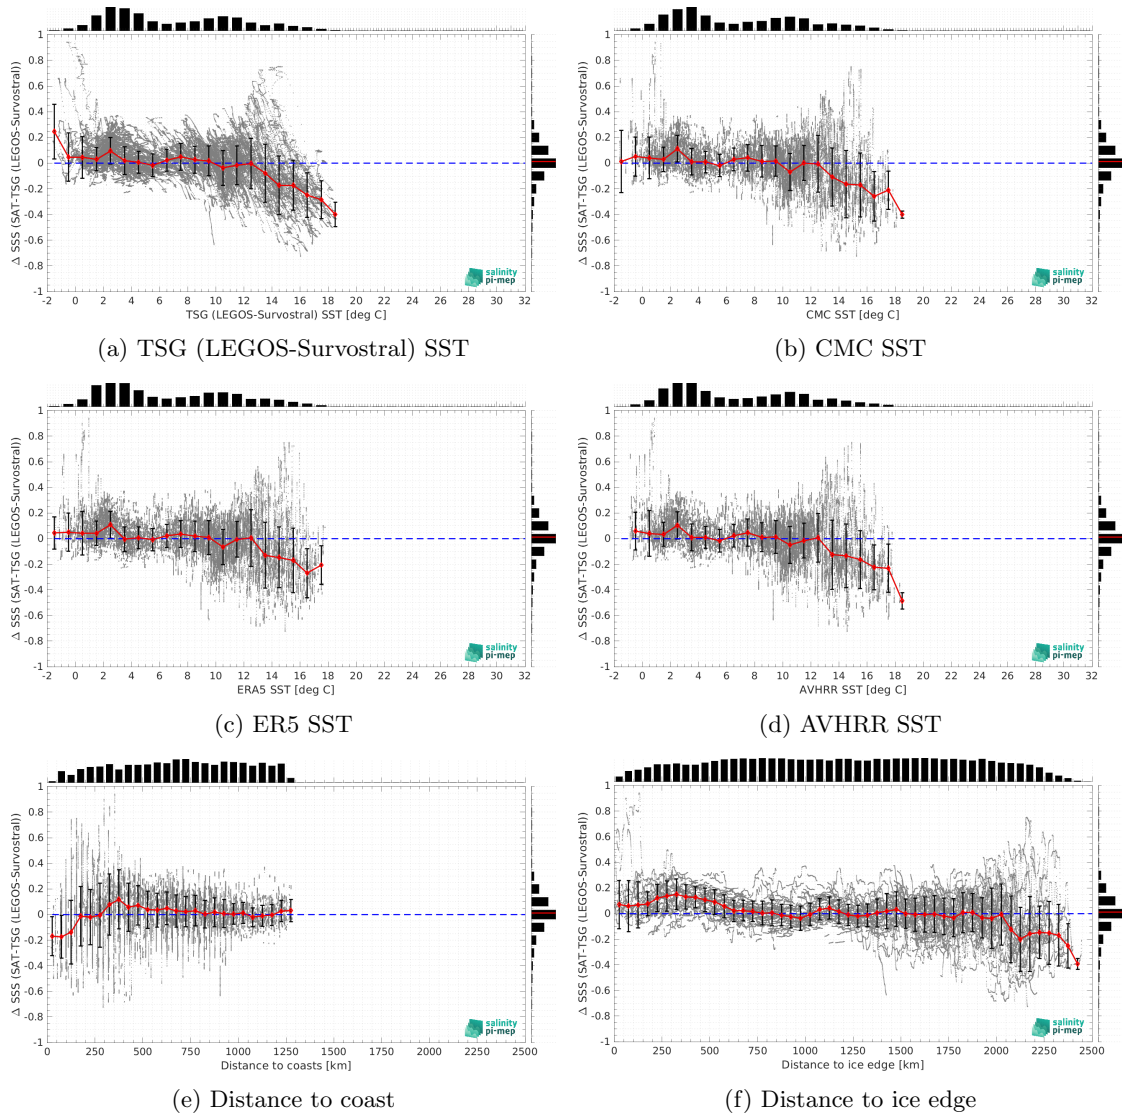 1
0.8
0.6
0.4
0.2
0
-0.2
-0.4
-0.6
-0.8
-1
Δ SSS (SAT-TSG (LEGOS-Survostral))
salinity
pi-mep
-2 0 2 4 6 8 10 12 14 16 18 20 22 24 26 28 30 32
TSG (LEGOS-Survostral) SST [deg C]
(a) TSG (LEGOS-Survostral) SST
1
0.8
0.6
0.4
0.2
0
-0.2
-0.4
-0.6
-0.8
-1
Δ SSS (SAT-TSG (LEGOS-Survostral))
salinity
pi-mep
-2 0 2 4 6 8 10 12 14 16 18 20 22 24 26 28 30 32
CMC SST [deg C]
(b) CMC SST
1
0.8
0.6
0.4
0.2
0
-0.2
-0.4
-0.6
-0.8
-1
Δ SSS (SAT-TSG (LEGOS-Survostral))
salinity
pi-mep
-2 0 2 4 6 8 10 12 14 16 18 20 22 24 26 28 30 32
ERA5 SST [deg C]
(c) ER5 SST
1
0.8
0.6
0.4
0.2
0
-0.2
-0.4
-0.6
-0.8
-1
Δ SSS (SAT-TSG (LEGOS-Survostral))
salinity
pi-mep
-2 0 2 4 6 8 10 12 14 16 18 20 22 24 26 28 30 32
AVHRR SST [deg C]
(d) AVHRR SST
1
0.8
0.6
0.4
0.2
0
-0.2
-0.4
-0.6
-0.8
-1
Δ SSS (SAT-TSG (LEGOS-Survostral))
salinity
pi-mep
0 250 500 750 1000 1250 1500 1750 2000 2250 2500
Distance to coasts [km]
(e) Distance to coast
1
0.8
0.6
0.4
0.2
0
-0.2
-0.4
-0.6
-0.8
-1
Δ SSS (SAT-TSG (LEGOS-Survostral))
salinity
pi-mep
0 250 500 750 1000 1250 1500 1750 2000 2250 2500
Distance to ice edge [km]
(f) Distance to ice edge